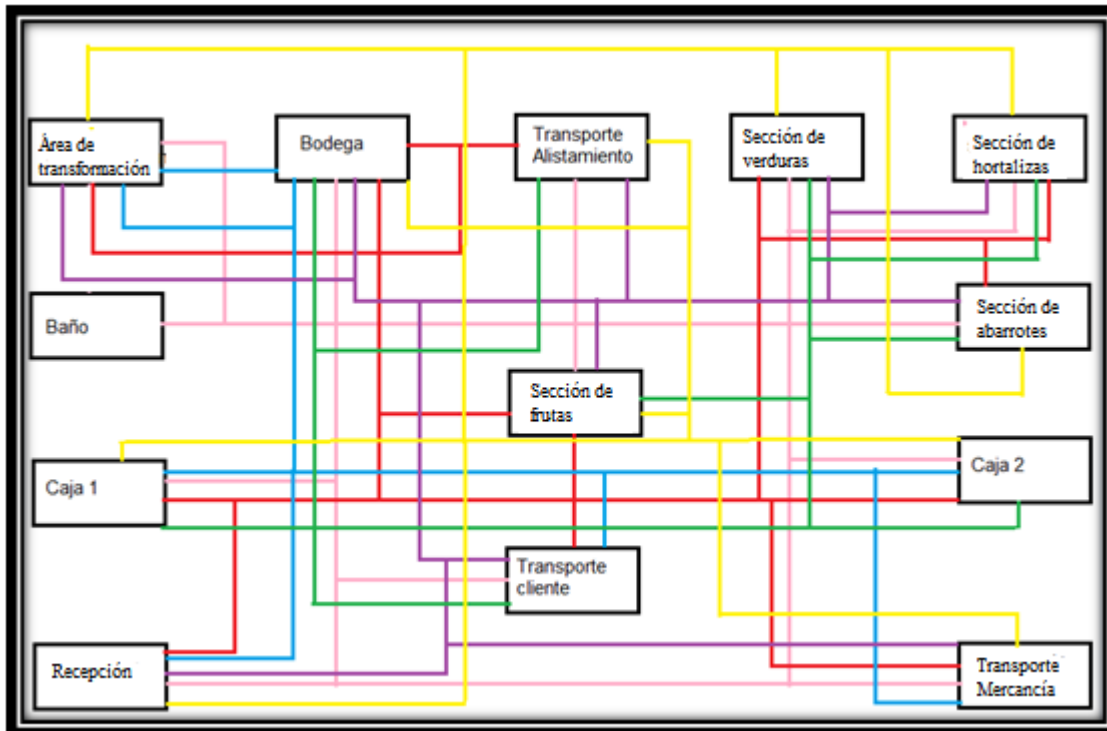 Área de
transformación
Bodega
Transporte
Alistamiento
Sección de
verduras
Sección de
hortalizas
Baño
Sección de
abarrotes
Sección de
frutas
Caja 1
Caja 2
Transporte
cliente
Recepción
Transporte
Mercancía